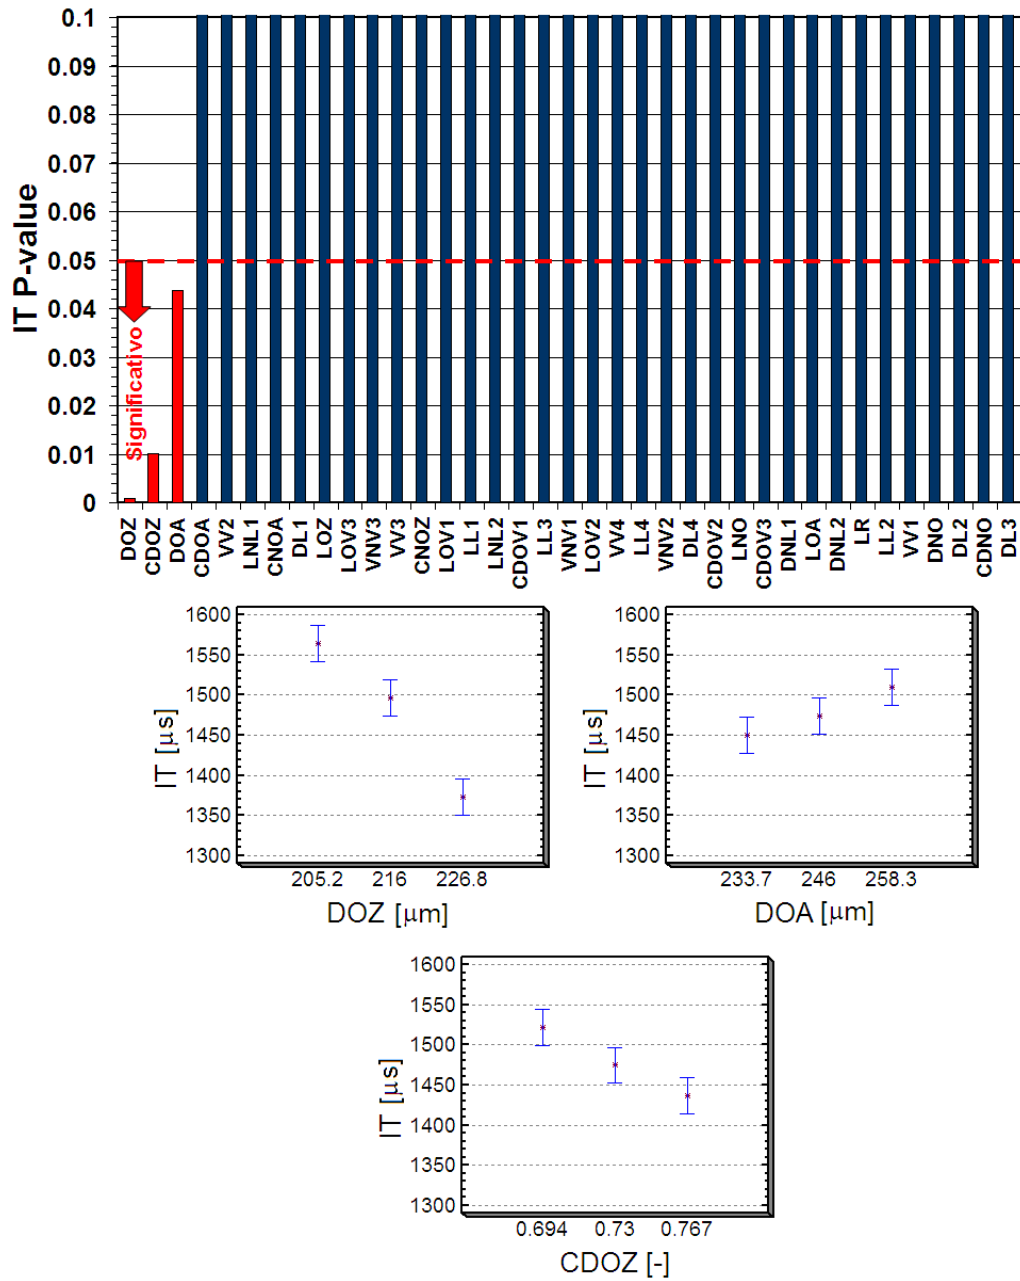 IT P-value
0.1
0.09
0.08
0.07
0.06
0.05
0.04
0.03
0.02
0.01
0
Significativo
DOZ
CDOZ
DOA
CDOA
VV2
LNL1
CNOA
DL1
LOZ
LOV3
VNV3
VV3
CNOZ
LOV1
LL1
LNL2
CDOV1
LL3
VNV1
LOV2
VV4
LL4
VNV2
DL4
CDOV2
LNO
CDOV3
DNL1
LOA
DNL2
LR
LL2
VV1
DNO
DL2
CDNO
DL3
IT [µs]
1600
1550
1500
1450
1400
1350
1300
205.2 216 226.8
DOZ [µm]
IT [µs]
1600
1550
1500
1450
1400
1350
1300
233.7 246 258.3
DOA [µm]
IT [µs]
1600
1550
1500
1450
1400
1350
1300
0.694 0.73 0.767
CDOZ [-]